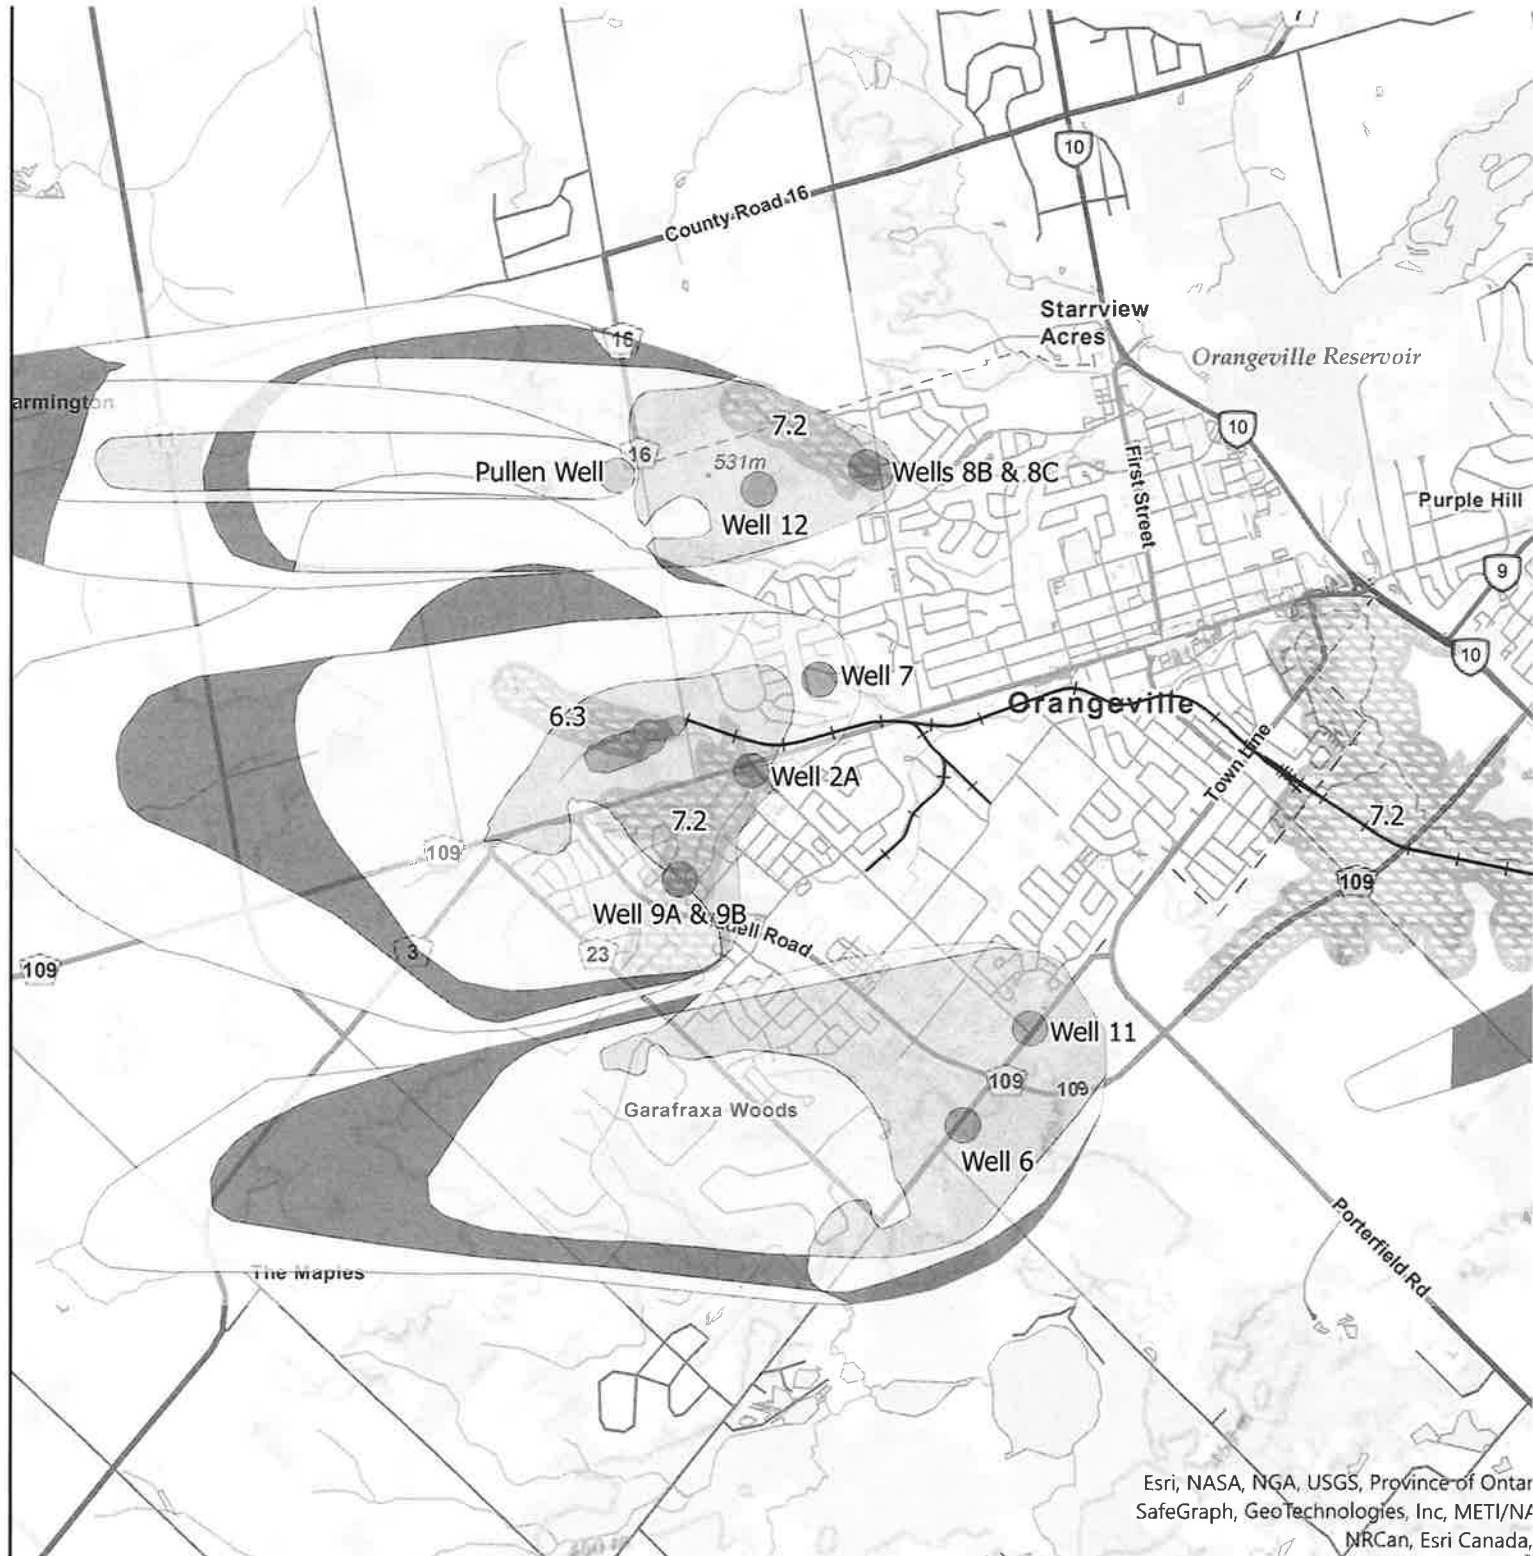 10
County Road 16
Starrview
Acres
Orangeville Reservoir
16
armington
10
7.2
First Street
16
531m
Pullen Well
Wells 8B & 8C
Well 12
Purple Hill
9
10
Well 7
6.3
Orangeville
Town Line
Well 2A
7.2
7.2
109
109
Well 9A & 9B
dell Road
3
23
109
Well 11
109
109
Garafraxa Woods
Well 6
Porterfield Rd
The Maples
Esri, NASA, NGA, USGS, Province of Ontar
SafeGraph, GeoTechnologies, Inc, METI/NA
NRCan, Esri Canada,